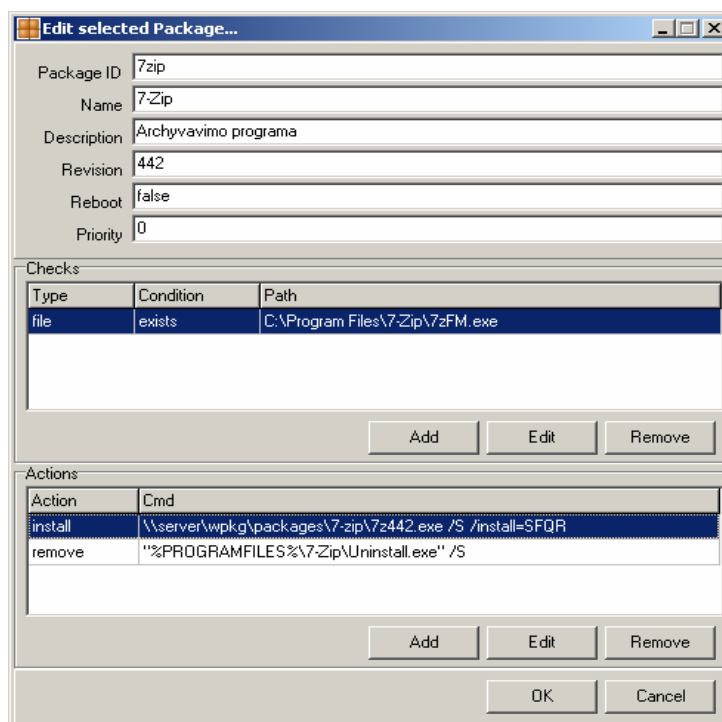 Edit selected Package...
Package ID 7zip
Name 7-Zip
Description Archyvavimo programa
Revision 442
Reboot false
Priority 0
Checks
Type Condition Path
file exists C:\Program Files\7-Zip\7zFM.exe
Add Edit Remove
Actions
Action Cmd
install \\server\wpkg\packages\7-zip\7z442.exe /S /install=SFQR
remove "%PROGRAMFILES%\7-Zip\Uninstall.exe" /S
Add Edit Remove
OK Cancel